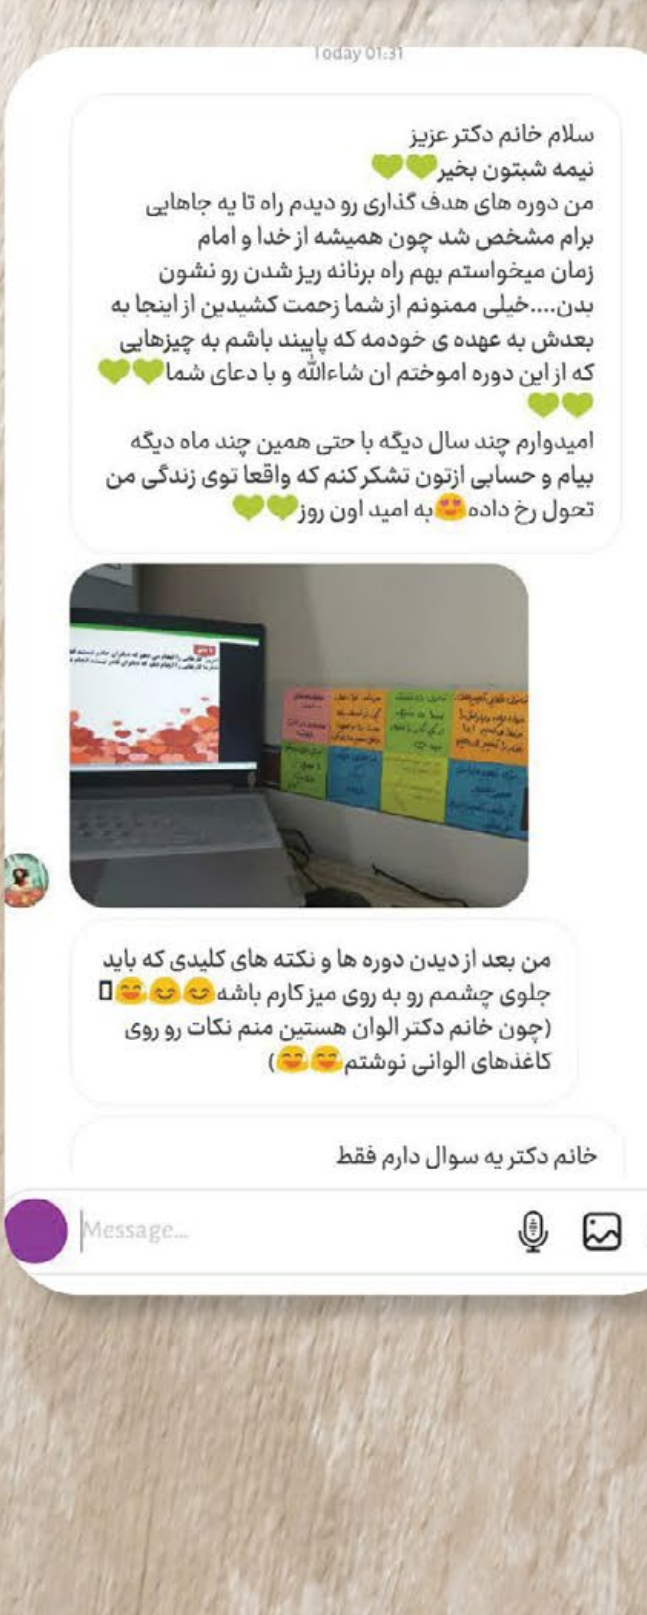 Today 01:31
سلام خانم دکتر عزیز
نیمه شبتون بخیر💚💚
من دوره های هدف گذاری رو دیدم راه تا یه جاهایی
برام مشخص شد چون همیشه از خدا و امام
زمان میخواستم بهم راه برنانه ریز شدن رو نشون
بدن....خیلی ممنونم از شما زحمت کشیدین از اینجا به
بعدش به عهده ی خودمه که پایبند باشم به چیزهایی
که از این دوره اموختم ان شاءالله و با دعای شما💚💚
💚💚
امیدوارم چند سال دیگه با حتی همین چند ماه دیگه
بیام و حسابی ازتون تشکر کنم که واقعا توی زندگی من
تحول رخ داده😍به امید اون روز💚💚
من بعد از دیدن دوره ها و نکته های کلیدی که باید
جلوی چشمم رو به روی میز کارم باشه😊😊😅
(چون خانم دکتر الوان هستین منم نکات رو روی
کاغذهای الوانی نوشتم😅😅)
خانم دکتر یه سوال دارم فقط
Message...